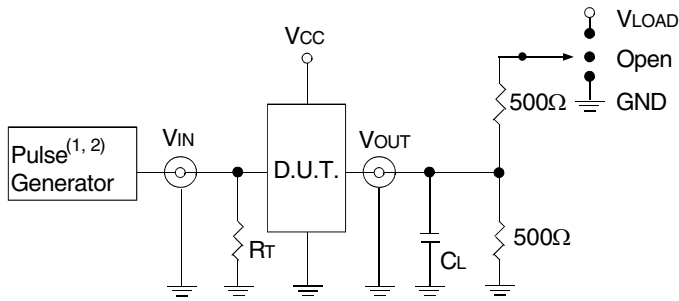 VLOAD
VCC
Open
500Ω
GND
Pulse(1, 2)
Generator
VIN
D.U.T.
VOUT
RT
CL
500Ω